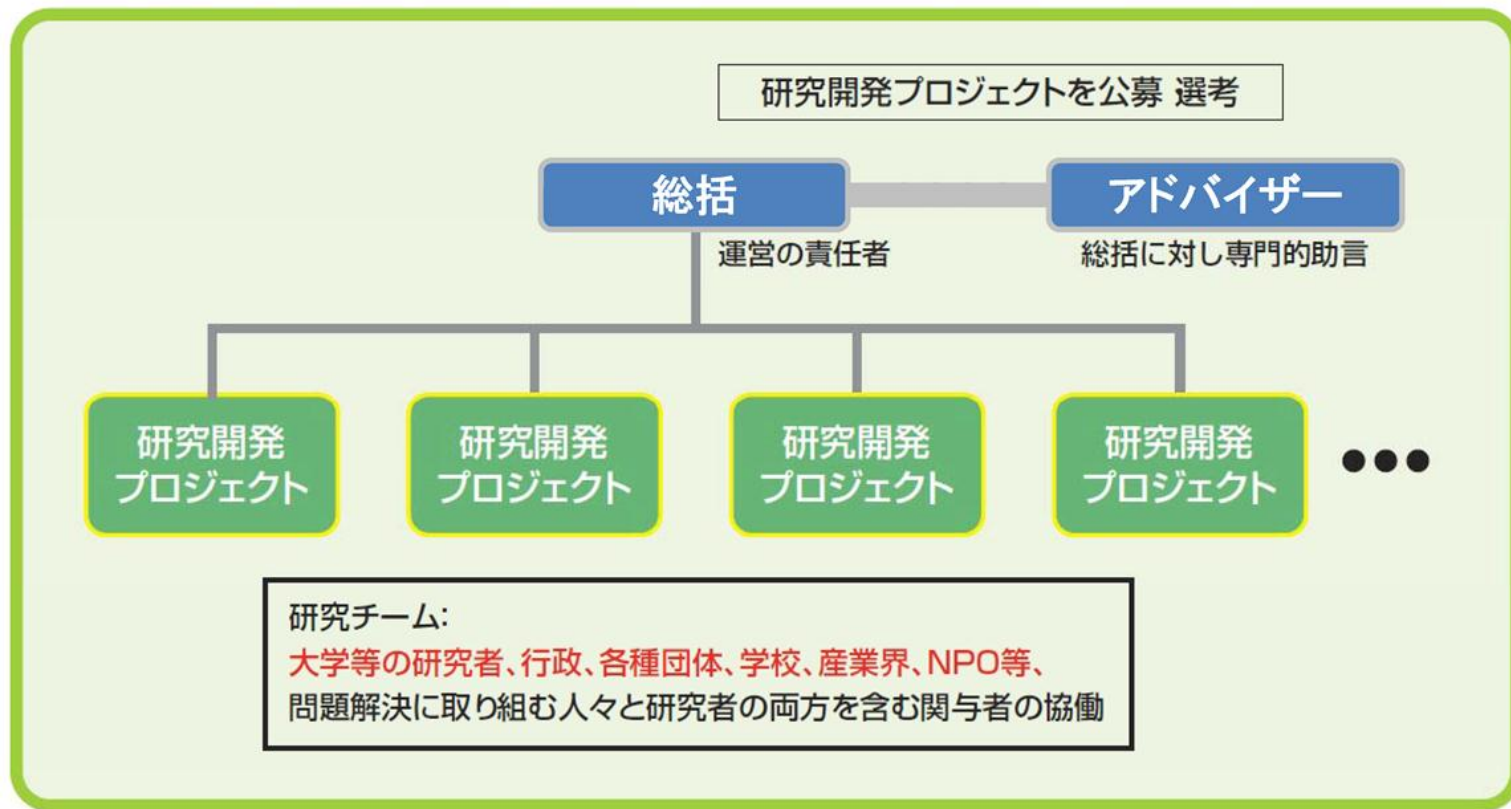 研究開発プロジェクトを公募 選考
総括
アドバイザー
運営の責任者
総括に対し専門的助言
研究開発
プロジェクト
研究開発
プロジェクト
研究開発
プロジェクト
研究開発
プロジェクト
●●●
研究チーム:
大学等の研究者、行政、各種団体、学校、産業界、NPO等、
問題解決に取り組む人々と研究者の両方を含む関与者の協働